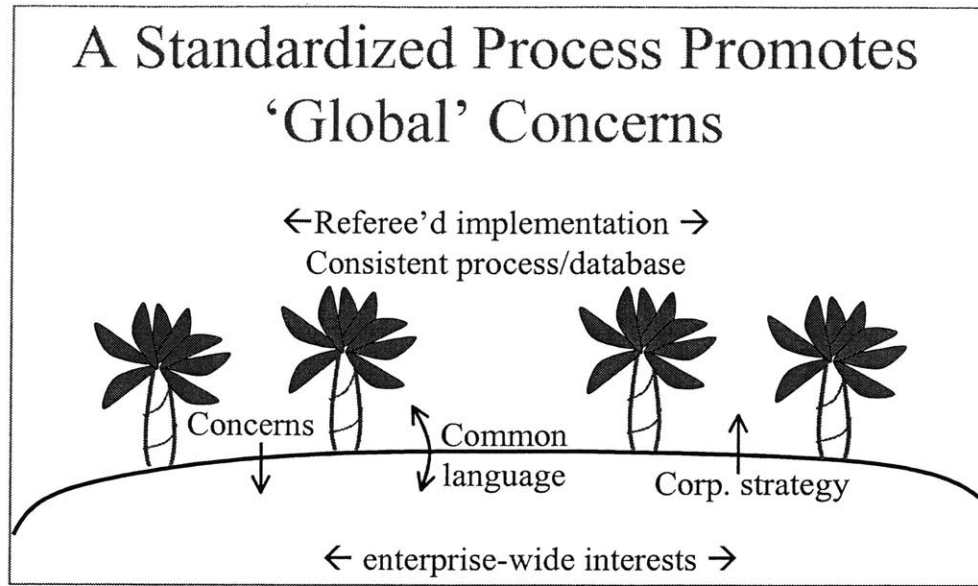 A Standardized Process Promotes
‘Global’ Concerns
←Referee’d implementation →
Consistent process/database
Concerns
Common
language
Corp. strategy
← enterprise-wide interests →